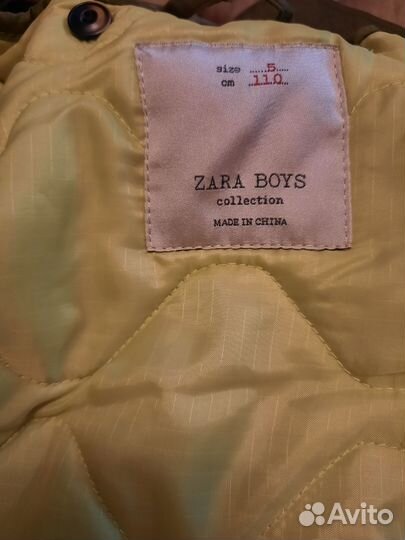 size ......5.....
cm ..110..
ZARA BOYS
collection
MADE IN CHINA
Avito